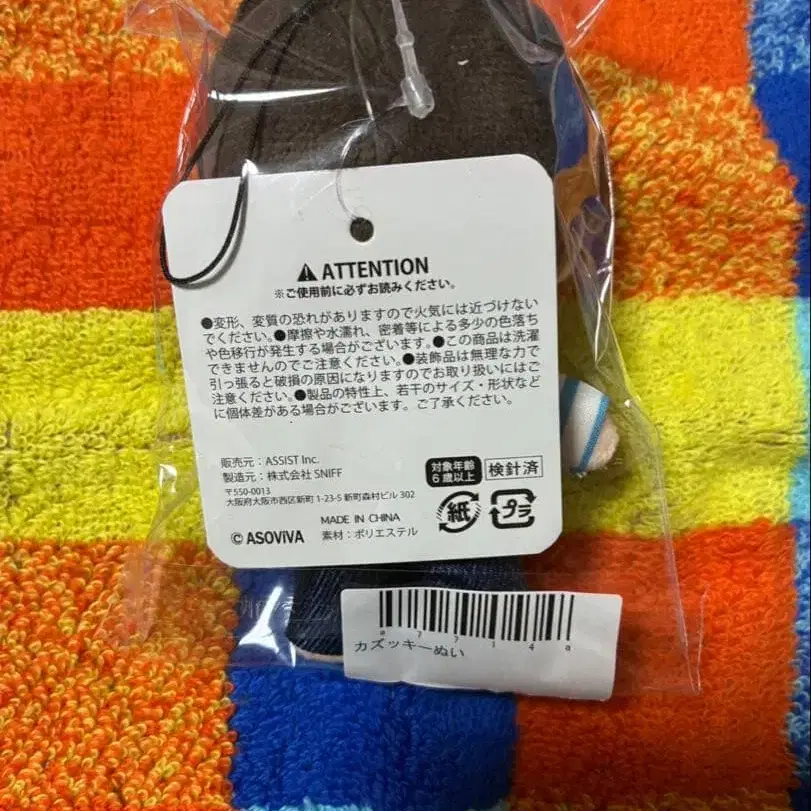 ⚠ ATTENTION
※ご使用前に必ずお読みください。
●変形、変質の恐れがありますので火気には近づけない
でください。●摩擦や水濡れ、密着等による多少の色落ち
や色移行が発生する場合がございます。●この商品は洗濯
できませんのでご注意ください。●装飾品は無理な力で
引っ張ると破損の原因になりますのでお取り扱いにはご
注意ください。●製品の特性上、若干のサイズ・形状など
に個体差がある場合がございます。ご了承ください。
販売元：ASSIST Inc.
製造元：株式会社 SNIFF
〒550-0013
大阪府大阪市西区新町 1-23-5 新町森村ビル 302
対象年齢
6歳以上
検針済
紙
プラ
© ASOVIVA
MADE IN CHINA
素材：ポリエステル
a77148
カズッキーぬい